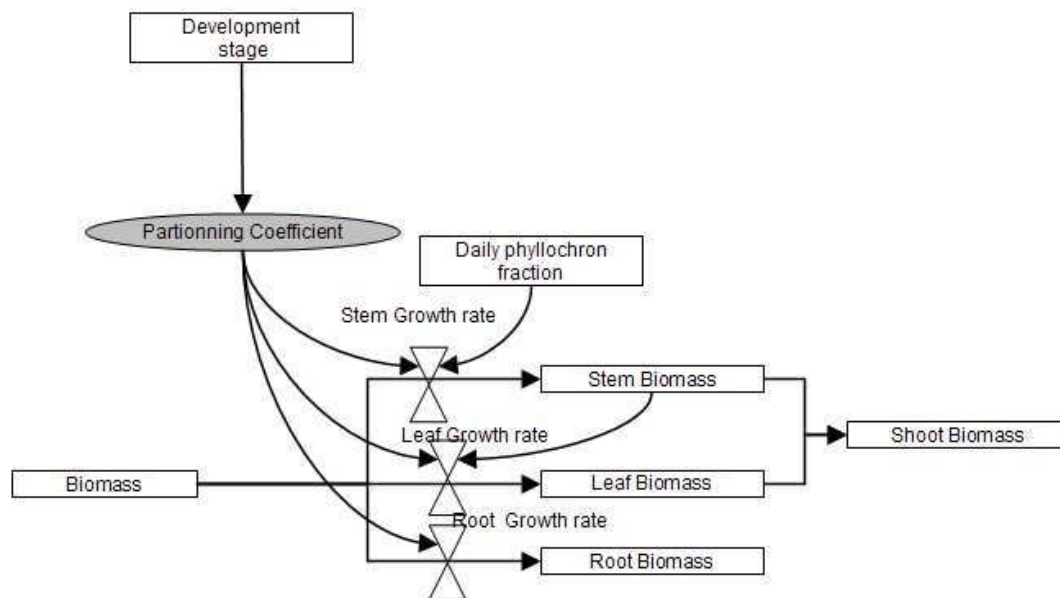 Development
stage
Partionning Coefficient
Daily phyllochron
fraction
Stem Growth rate
Stem Biomass
Leaf Growth rate
Shoot Biomass
Biomass
Leaf Biomass
Root Growth rate
Root Biomass